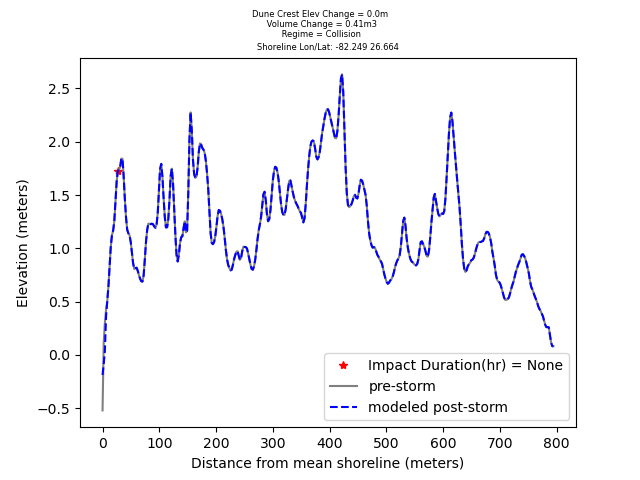 Dune Crest Elev Change = 0.0m
Volume Change = 0.41m3
Regime = Collision
Shoreline Lon/Lat: -82.249 26.664
2.5
2.0
1.5
1.0
0.5
0.0
−0.5
Elevation (meters)
Impact Duration(hr) = None
pre-storm
modeled post-storm
0 100 200 300 400 500 600 700 800
Distance from mean shoreline (meters)